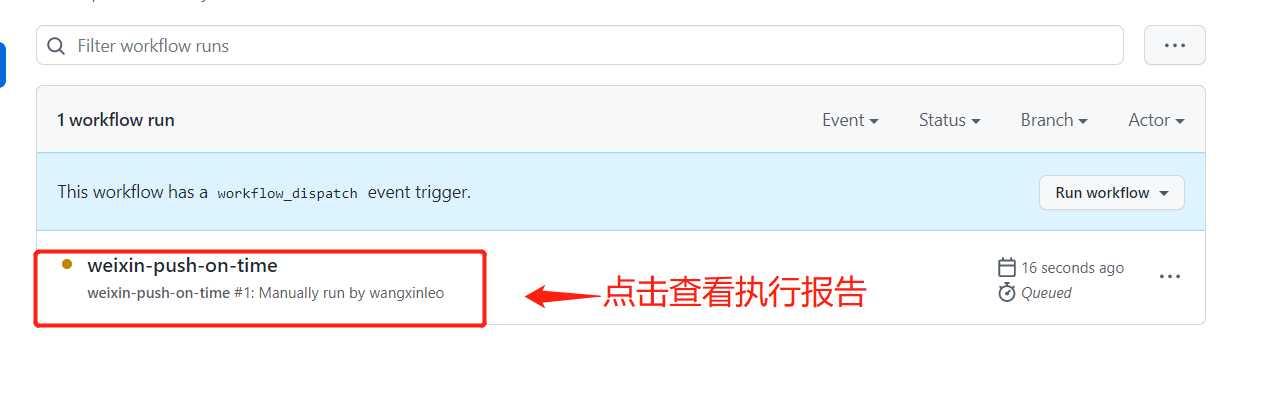 Filter workflow runs
1 workflow run Event Status Branch Actor
This workflow has a workflow_dispatch event trigger. Run workflow
weixin-push-on-time
16 seconds ago
weixin-push-on-time #1: Manually run by wangxinleo
Queued
点击查看执行报告